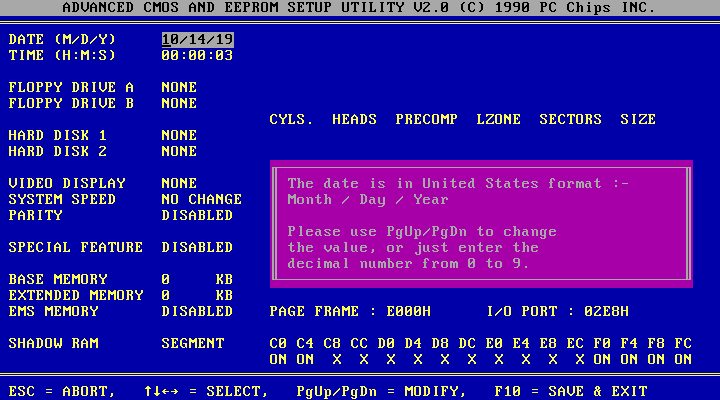 ADVANCED CMOS AND EEPROM SETUP UTILITY V2.0 (C) 1990 PC Chips INC.
DATE (M/D/Y) 10/14/19
TIME (H:M:S) 00:00:03
FLOPPY DRIVE A NONE
FLOPPY DRIVE B NONE
CYLS. HEADS PRECOMP LZONE SECTORS SIZE
HARD DISK 1 NONE
HARD DISK 2 NONE
VIDEO DISPLAY NONE
SYSTEM SPEED NO CHANGE
PARITY DISABLED
SPECIAL FEATURE DISABLED
BASE MEMORY 0 KB
EXTENDED MEMORY 0 KB
The date is in United States format :-
Month / Day / Year
Please use PgUp/PgDn to change
the value, or just enter the
decimal number from 0 to 9.
EMS MEMORY DISABLED PAGE FRAME : E000H I/O PORT : 02E8H
SHADOW RAM SEGMENT C0 C4 C8 CC D0 D4 D8 DC E0 E4 E8 EC F0 F4 F8 FC
ON ON X X X X X X X X X X ON ON ON ON
ESC = ABORT, ↑↓←→ = SELECT, PgUp/PgDn = MODIFY, F10 = SAVE & EXIT